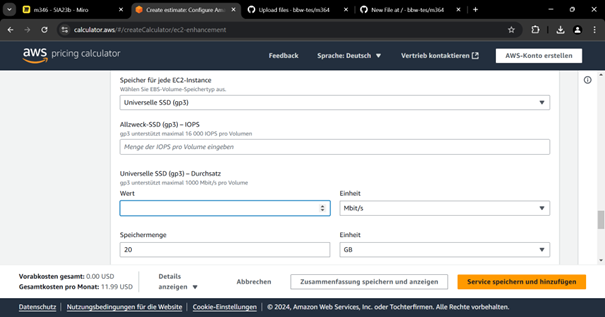 m346 - SIA23b - Miro
Create estimate: Configure Am
Upload files · bbw-tes/m364
New File at / · bbw-tes/m364
calculator.aws/#/createCalculator/ec2-enhancement
aws pricing calculator
Feedback
Sprache: Deutsch
Vertrieb kontaktieren
AWS-Konto erstellen
Speicher für jede EC2-Instance
Wählen Sie EBS-Volume-Speichertyp aus.
Universelle SSD (gp3)
Allzweck-SSD (gp3) – IOPS
gp3 unterstützt maximal 16 000 IOPS pro Volumen
Menge der IOPS pro Volume eingeben
Universelle SSD (gp3) – Durchsatz
gp3 unterstützt maximal 1000 Mbit/s pro Volume
Wert
Einheit
Mbit/s
Speichermenge
Einheit
20
GB
Vorabkosten gesamt: 0.00 USD
Gesamtkosten pro Monat: 11.99 USD
Details
anzeigen
Abbrechen
Zusammenfassung speichern und anzeigen
Service speichern und hinzufügen
Datenschutz
Nutzungsbedingungen für die Website
Cookie-Einstellungen
© 2024, Amazon Web Services, Inc. oder Tochterfirmen. Alle Rechte vorbehalten.